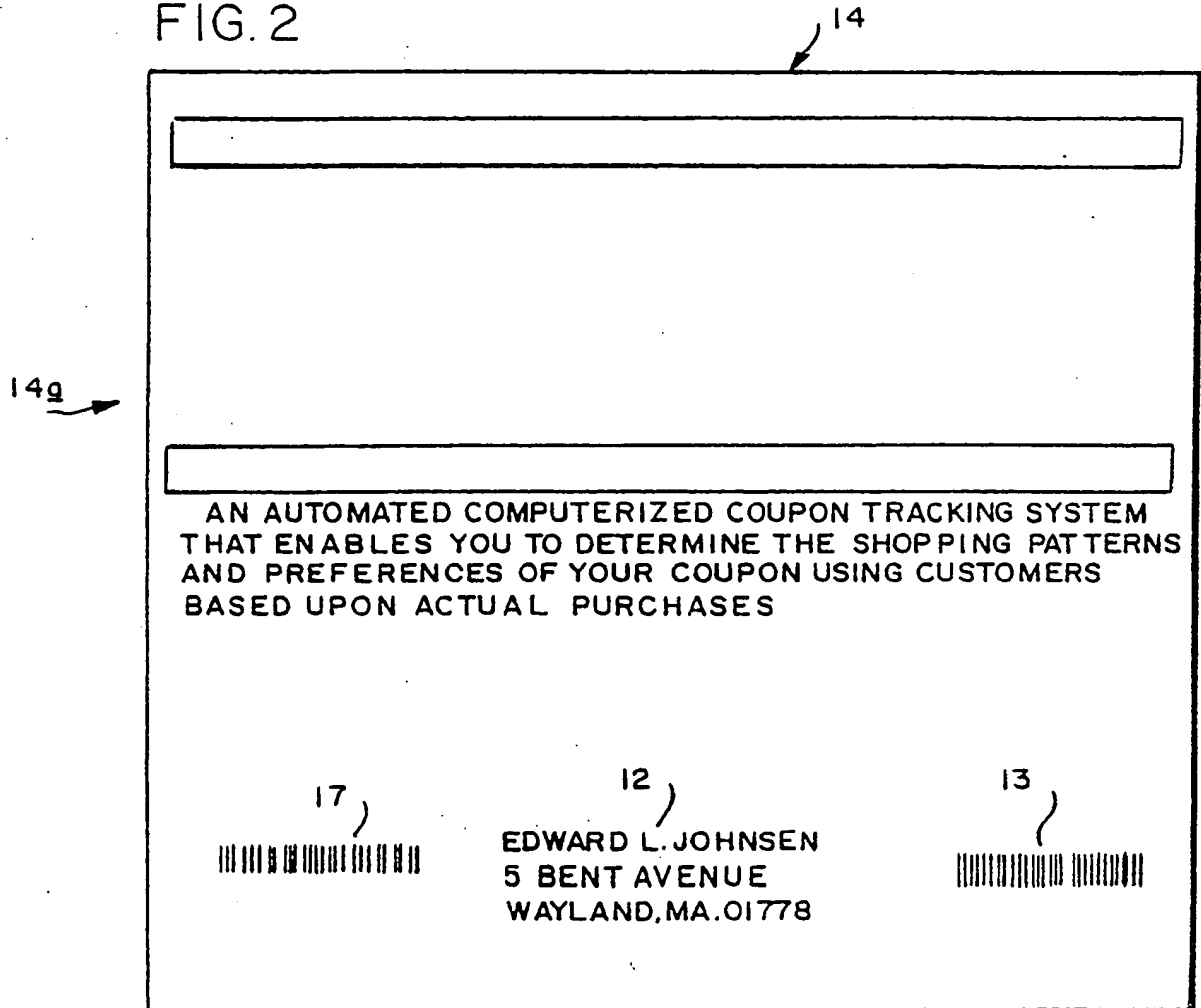 FIG. 2
14
14a
AN AUTOMATED COMPUTERIZED COUPON TRACKING SYSTEM
THAT ENABLES YOU TO DETERMINE THE SHOPPING PATTERNS
AND PREFERENCES OF YOUR COUPON USING CUSTOMERS
BASED UPON ACTUAL PURCHASES
17
12
13
EDWARD L. JOHNSEN
5 BENT AVENUE
WAYLAND, MA. 01778